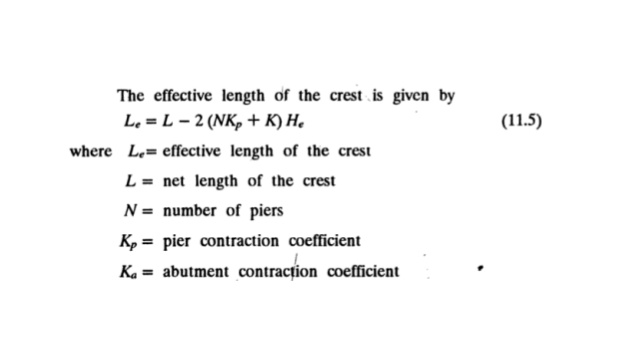 The effective length of the crest is given by
Lₑ = L − 2 (NKₚ + K) Hₑ (11.5)
where Lₑ = effective length of the crest
L = net length of the crest
N = number of piers
Kₚ = pier contraction coefficient
Kₐ = abutment contraction coefficient